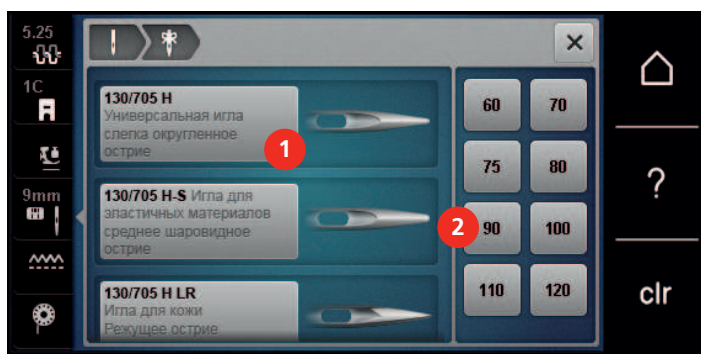 5.25
1C
9mm
130/705 H
Универсальная игла
слегка округленное
острие
1
130/705 H-S Игла для
эластичных материалов
среднее шаровидное
острие
130/705 H LR
Игла для кожи
Режущее острие
60 70
75 80
2
90 100
110 120
?
clr